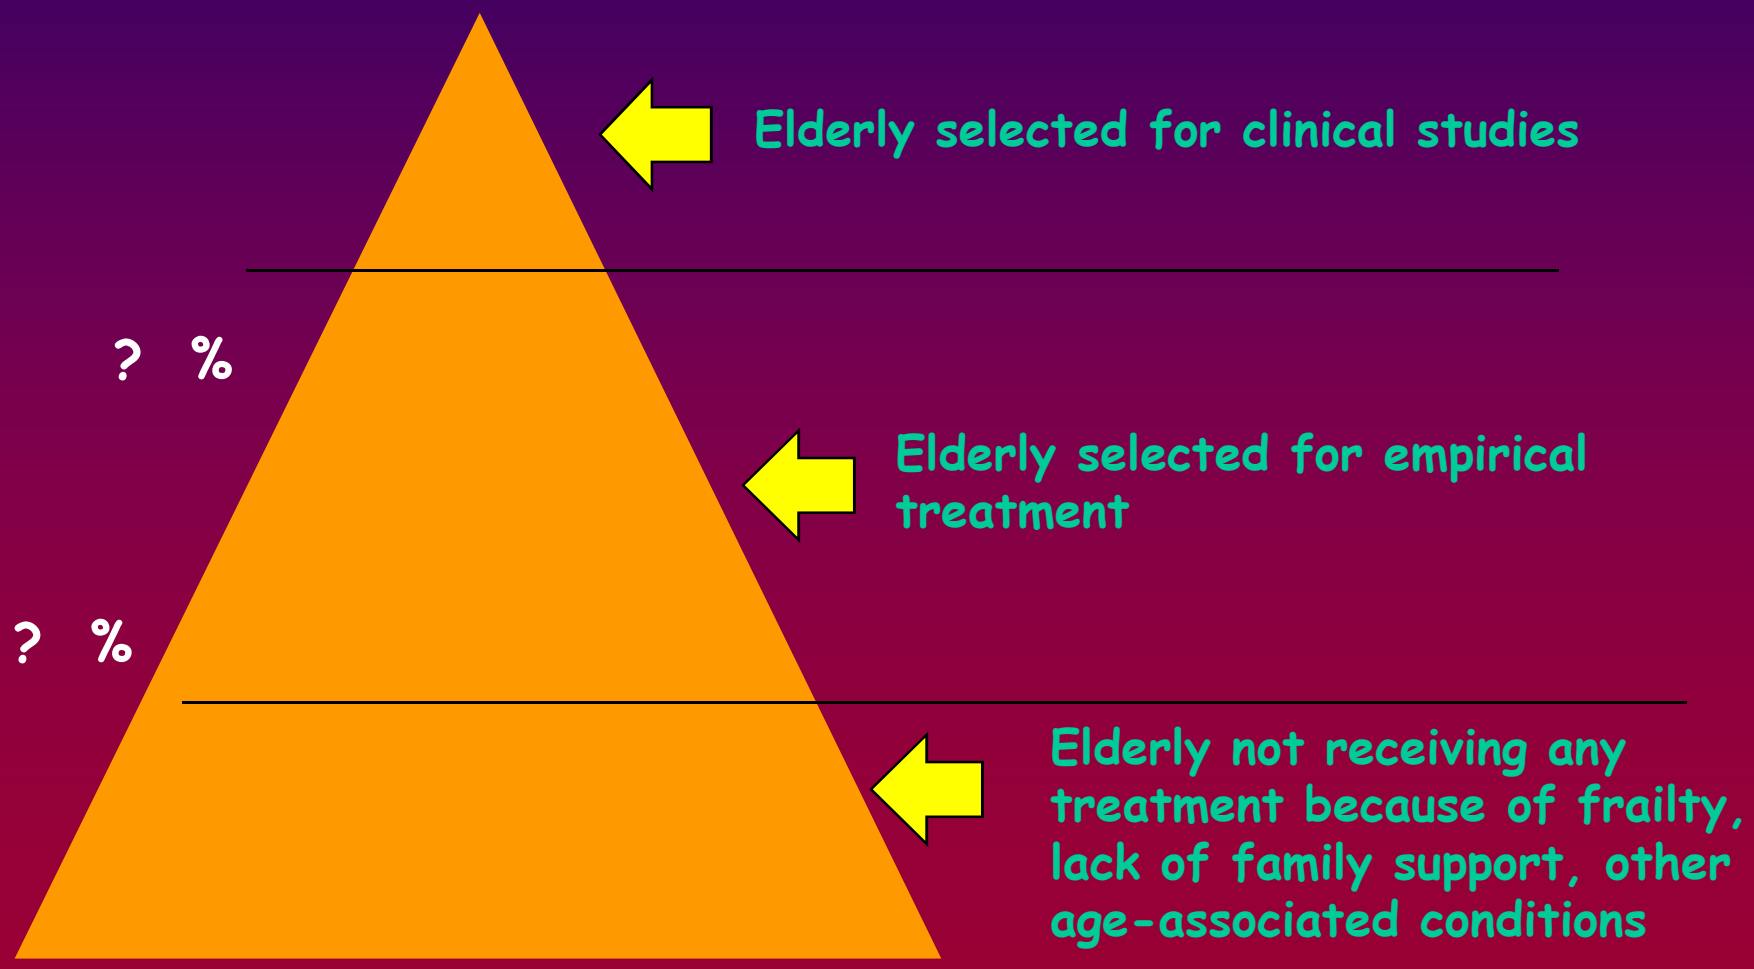 Elderly selected for clinical studies
? %
Elderly selected for empirical
treatment
? %
Elderly not receiving any
treatment because of frailty,
lack of family support, other
age-associated conditions